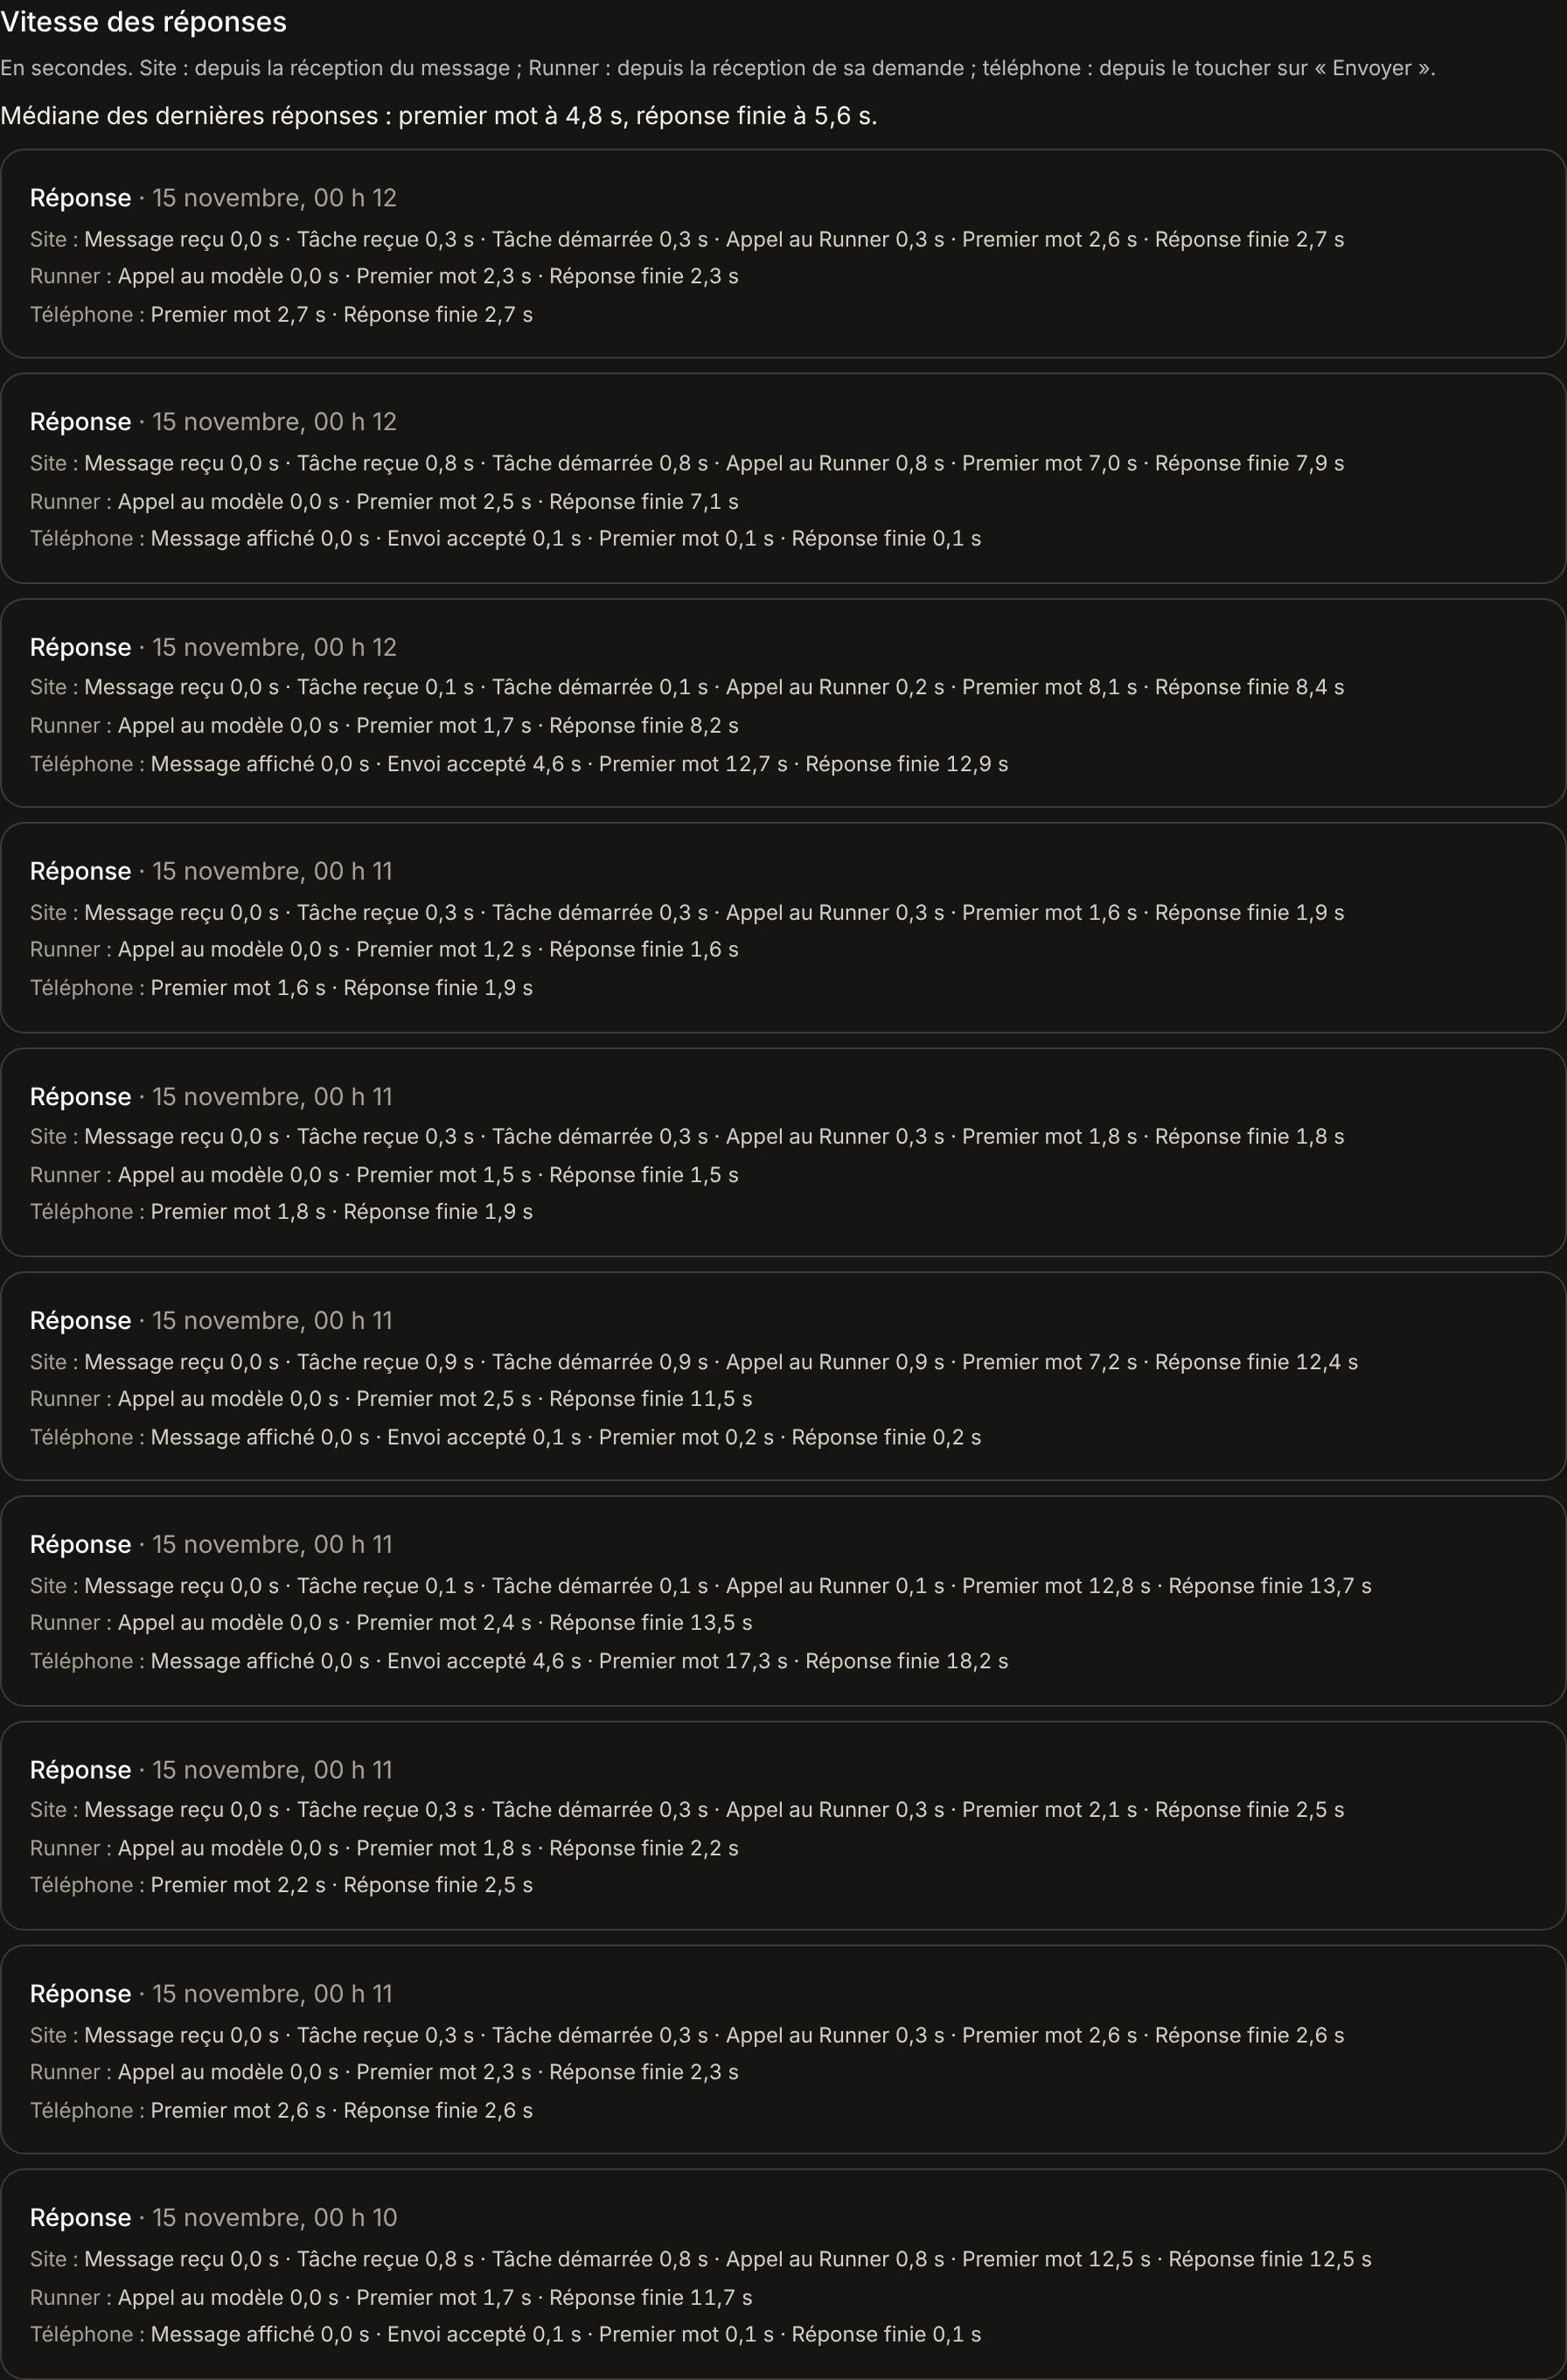 Vitesse des réponses
En secondes. Site : depuis la réception du message ; Runner : depuis la réception de sa demande ; téléphone : depuis le toucher sur « Envoyer ».
Médiane des dernières réponses : premier mot à 4,8 s, réponse finie à 5,6 s.
Réponse · 15 novembre, 00 h 12
Site : Message reçu 0,0 s · Tâche reçue 0,3 s · Tâche démarrée 0,3 s · Appel au Runner 0,3 s · Premier mot 2,6 s · Réponse finie 2,7 s
Runner : Appel au modèle 0,0 s · Premier mot 2,3 s · Réponse finie 2,3 s
Téléphone : Premier mot 2,7 s · Réponse finie 2,7 s
Réponse · 15 novembre, 00 h 12
Site : Message reçu 0,0 s · Tâche reçue 0,8 s · Tâche démarrée 0,8 s · Appel au Runner 0,8 s · Premier mot 7,0 s · Réponse finie 7,9 s
Runner : Appel au modèle 0,0 s · Premier mot 2,5 s · Réponse finie 7,1 s
Téléphone : Message affiché 0,0 s · Envoi accepté 0,1 s · Premier mot 0,1 s · Réponse finie 0,1 s
Réponse · 15 novembre, 00 h 12
Site : Message reçu 0,0 s · Tâche reçue 0,1 s · Tâche démarrée 0,1 s · Appel au Runner 0,2 s · Premier mot 8,1 s · Réponse finie 8,4 s
Runner : Appel au modèle 0,0 s · Premier mot 1,7 s · Réponse finie 8,2 s
Téléphone : Message affiché 0,0 s · Envoi accepté 4,6 s · Premier mot 12,7 s · Réponse finie 12,9 s
Réponse · 15 novembre, 00 h 11
Site : Message reçu 0,0 s · Tâche reçue 0,3 s · Tâche démarrée 0,3 s · Appel au Runner 0,3 s · Premier mot 1,6 s · Réponse finie 1,9 s
Runner : Appel au modèle 0,0 s · Premier mot 1,2 s · Réponse finie 1,6 s
Téléphone : Premier mot 1,6 s · Réponse finie 1,9 s
Réponse · 15 novembre, 00 h 11
Site : Message reçu 0,0 s · Tâche reçue 0,3 s · Tâche démarrée 0,3 s · Appel au Runner 0,3 s · Premier mot 1,8 s · Réponse finie 1,8 s
Runner : Appel au modèle 0,0 s · Premier mot 1,5 s · Réponse finie 1,5 s
Téléphone : Premier mot 1,8 s · Réponse finie 1,9 s
Réponse · 15 novembre, 00 h 11
Site : Message reçu 0,0 s · Tâche reçue 0,9 s · Tâche démarrée 0,9 s · Appel au Runner 0,9 s · Premier mot 7,2 s · Réponse finie 12,4 s
Runner : Appel au modèle 0,0 s · Premier mot 2,5 s · Réponse finie 11,5 s
Téléphone : Message affiché 0,0 s · Envoi accepté 0,1 s · Premier mot 0,2 s · Réponse finie 0,2 s
Réponse · 15 novembre, 00 h 11
Site : Message reçu 0,0 s · Tâche reçue 0,1 s · Tâche démarrée 0,1 s · Appel au Runner 0,1 s · Premier mot 12,8 s · Réponse finie 13,7 s
Runner : Appel au modèle 0,0 s · Premier mot 2,4 s · Réponse finie 13,5 s
Téléphone : Message affiché 0,0 s · Envoi accepté 4,6 s · Premier mot 17,3 s · Réponse finie 18,2 s
Réponse · 15 novembre, 00 h 11
Site : Message reçu 0,0 s · Tâche reçue 0,3 s · Tâche démarrée 0,3 s · Appel au Runner 0,3 s · Premier mot 2,1 s · Réponse finie 2,5 s
Runner : Appel au modèle 0,0 s · Premier mot 1,8 s · Réponse finie 2,2 s
Téléphone : Premier mot 2,2 s · Réponse finie 2,5 s
Réponse · 15 novembre, 00 h 11
Site : Message reçu 0,0 s · Tâche reçue 0,3 s · Tâche démarrée 0,3 s · Appel au Runner 0,3 s · Premier mot 2,6 s · Réponse finie 2,6 s
Runner : Appel au modèle 0,0 s · Premier mot 2,3 s · Réponse finie 2,3 s
Téléphone : Premier mot 2,6 s · Réponse finie 2,6 s
Réponse · 15 novembre, 00 h 10
Site : Message reçu 0,0 s · Tâche reçue 0,8 s · Tâche démarrée 0,8 s · Appel au Runner 0,8 s · Premier mot 12,5 s · Réponse finie 12,5 s
Runner : Appel au modèle 0,0 s · Premier mot 1,7 s · Réponse finie 11,7 s
Téléphone : Message affiché 0,0 s · Envoi accepté 0,1 s · Premier mot 0,1 s · Réponse finie 0,1 s